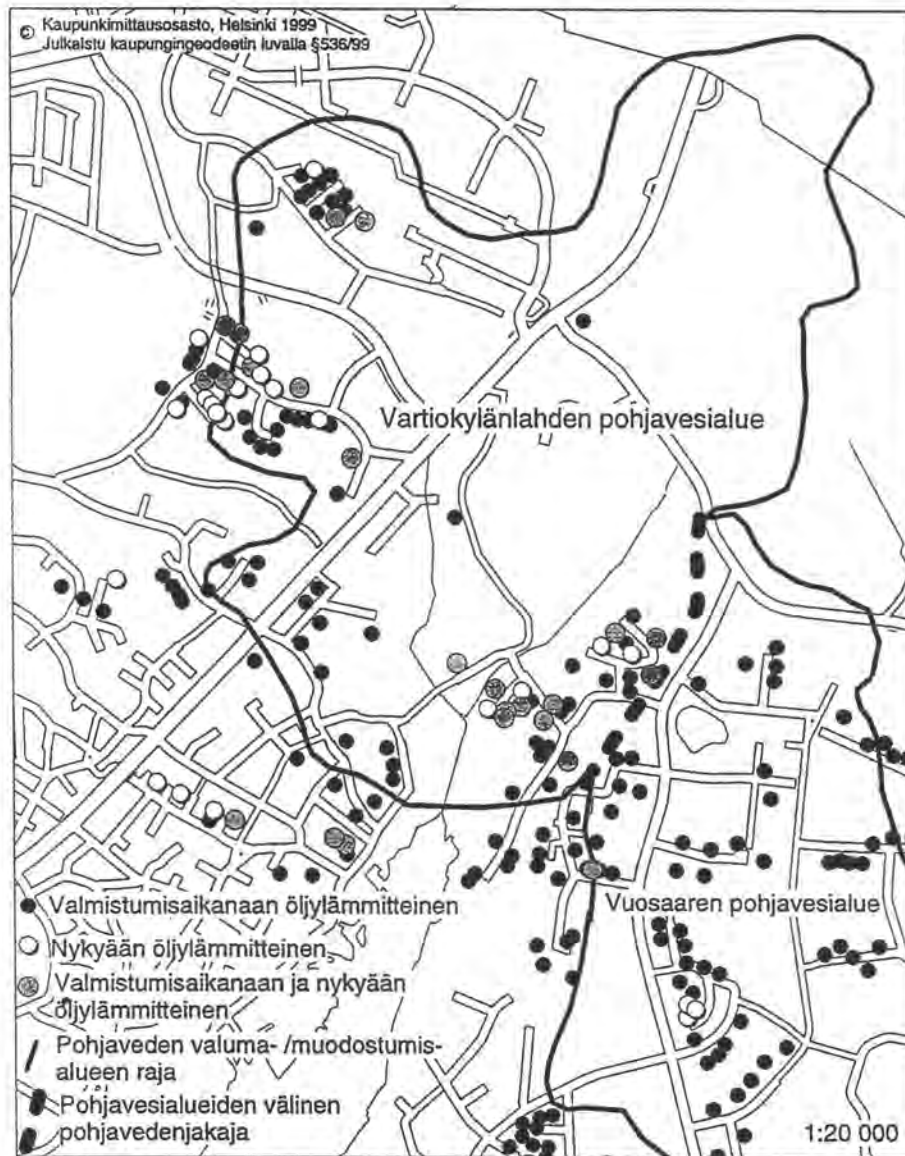 © Kaupunkimittausosasto, Helsinki 1999
Julkaistu kaupungingeodeetin luvalla §536/99
Vartiokylänlahden pohjavesialue
Valmistumisaikanaan öljylämmitteinen
Vuosaaren pohjavesialue
Nykyään öljylämmitteinen
Valmistumisaikanaan ja nykyään
öljylämmitteinen
Pohjaveden valuma- /muodostumis-
alueen raja
Pohjavesialueiden välinen
pohjavedenjakaja
1:20 000